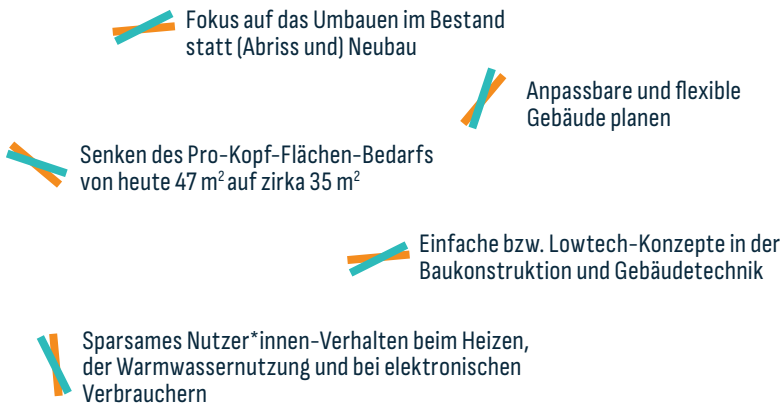 Fokus auf das Umbauen im Bestand
statt (Abriss und) Neubau
Anpassbare und flexible
Gebäude planen
Senken des Pro-Kopf-Flächen-Bedarfs
von heute 47 m² auf zirka 35 m²
Einfache bzw. Lowtech-Konzepte in der
Baukonstruktion und Gebäudetechnik
Sparsames Nutzer*innen-Verhalten beim Heizen,
der Warmwassernutzung und bei elektronischen
Verbrauchern